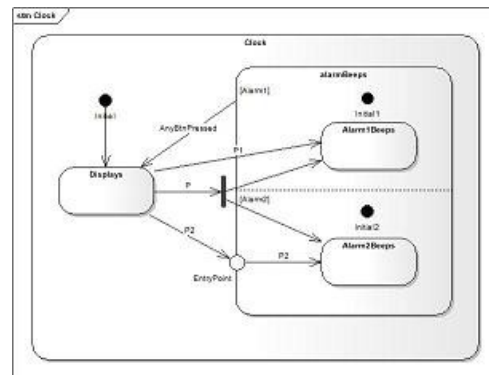 stm Clock
Clock
alarmBeeps
[Alarm1]
Initial
Initial1
AnyBtnPressed
Alarm1Beeps
P1
Displays
P
[Alarm2]
Initial2
P2
Alarm2Beeps
P2
EntryPoint